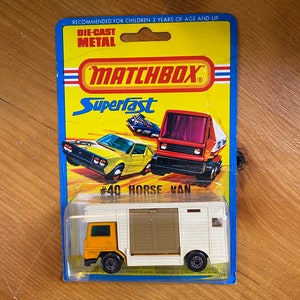 RECOMMENDED FOR CHILDREN 3 YEARS OF AGE AND UP
DIE-CAST
METAL
MATCHBOX®
Superfast
#40 HORSE VAN